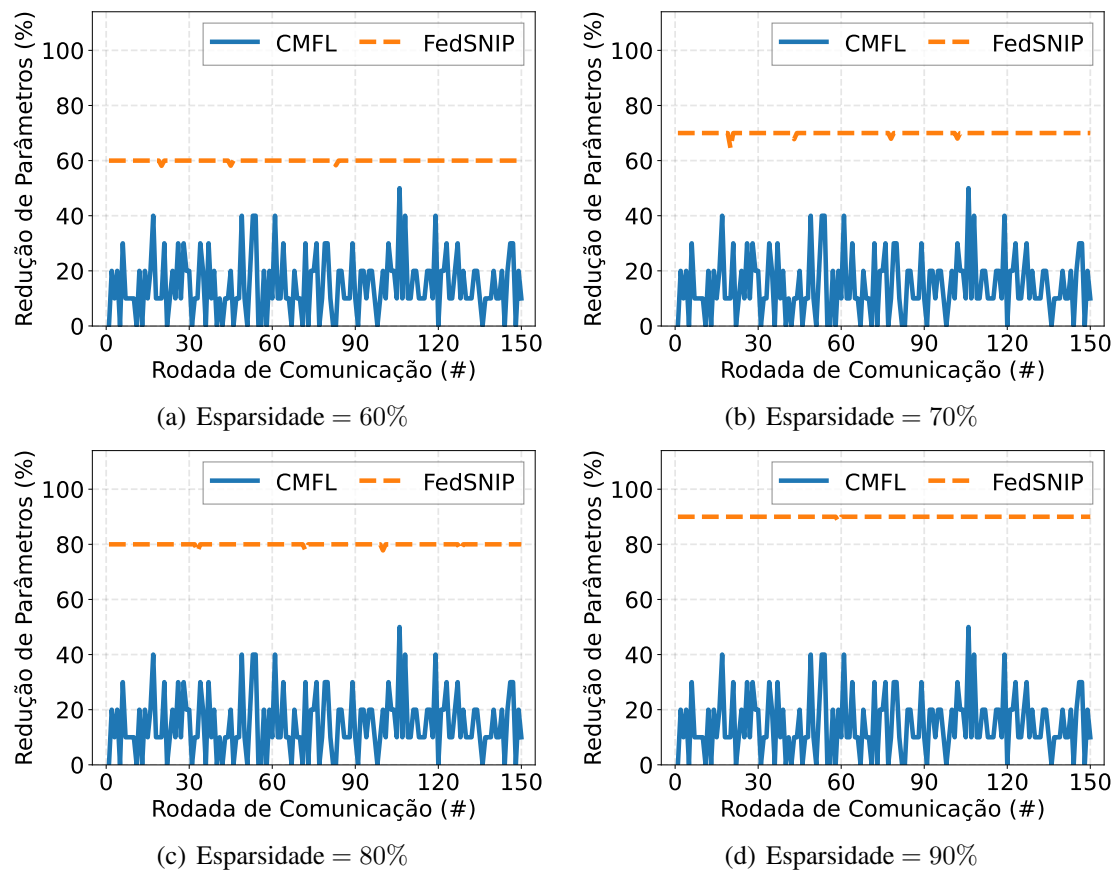 CMFL FedSNIP
Redução de Parâmetros (%)
100
80
60
40
20
0
0 30 60 90 120 150
Rodada de Comunicação (#)
(a) Esparsidade = 60%
CMFL FedSNIP
Redução de Parâmetros (%)
100
80
60
40
20
0
0 30 60 90 120 150
Rodada de Comunicação (#)
(b) Esparsidade = 70%
CMFL FedSNIP
Redução de Parâmetros (%)
100
80
60
40
20
0
0 30 60 90 120 150
Rodada de Comunicação (#)
(c) Esparsidade = 80%
CMFL FedSNIP
Redução de Parâmetros (%)
100
80
60
40
20
0
0 30 60 90 120 150
Rodada de Comunicação (#)
(d) Esparsidade = 90%